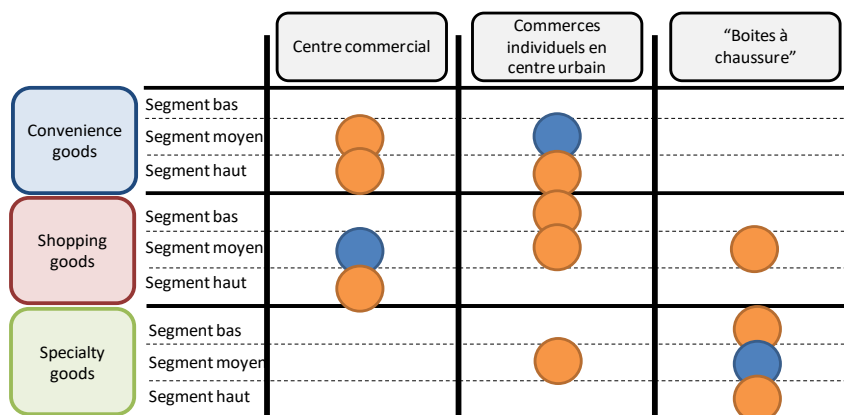 Centre commercial
Commerces
individuels en
centre urbain
“Boites à
chaussure”
Convenience
goods
Segment bas
Segment moyen
Segment haut
Shopping
goods
Segment bas
Segment moyen
Segment haut
Specialty
goods
Segment bas
Segment moyen
Segment haut